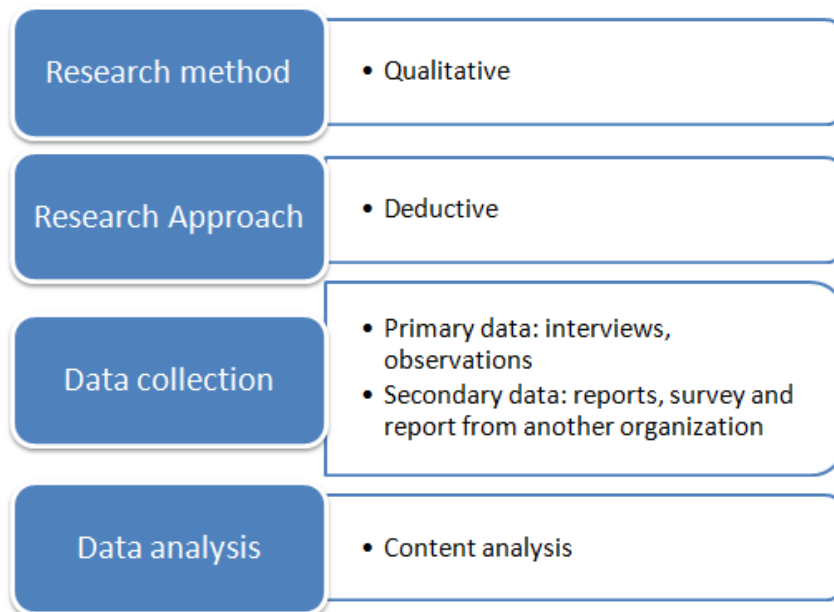 Research method
• Qualitative
Research Approach
• Deductive
Data collection
• Primary data: interviews,
observations
• Secondary data: reports, survey and
report from another organization
Data analysis
• Content analysis